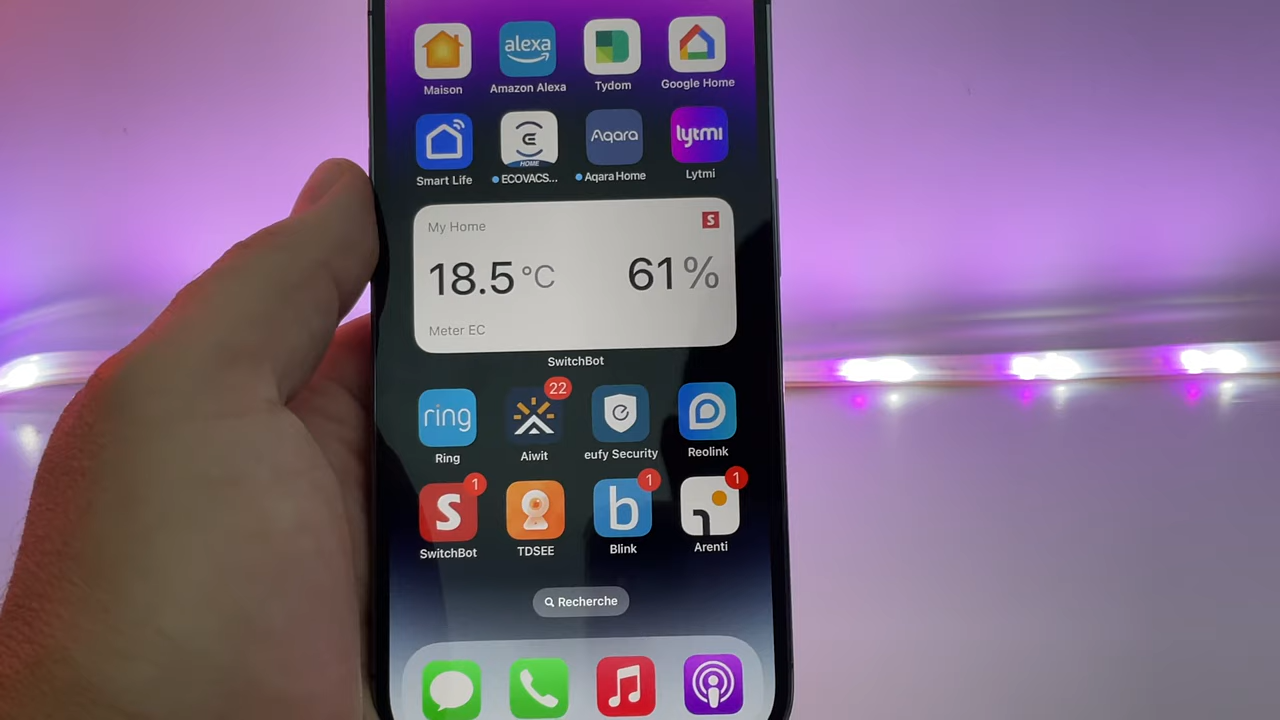 alexa
Maison
Amazon Alexa
Tydom
Google Home
Aqara
lytmi
HOME
Smart Life
ECOVACS...
Aqara Home
Lytmi
My Home
S
18.5°C
61%
Meter EC
SwitchBot
ring
22
Ring
Aiwit
eufy Security
Reolink
S
1
b
1
1
SwitchBot
TDSEE
Blink
Arenti
Recherche